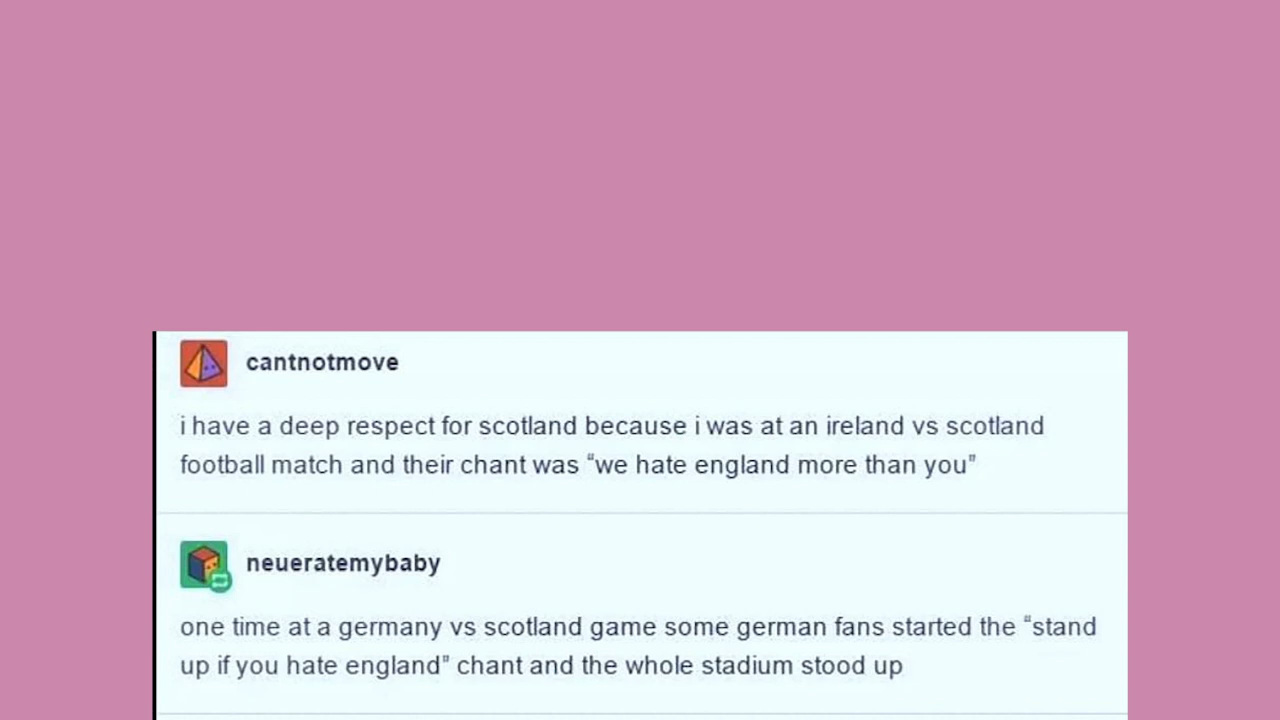 cantnotmove
i have a deep respect for scotland because i was at an ireland vs scotland
football match and their chant was “we hate england more than you”
neueratemybaby
one time at a germany vs scotland game some german fans started the “stand
up if you hate england” chant and the whole stadium stood up